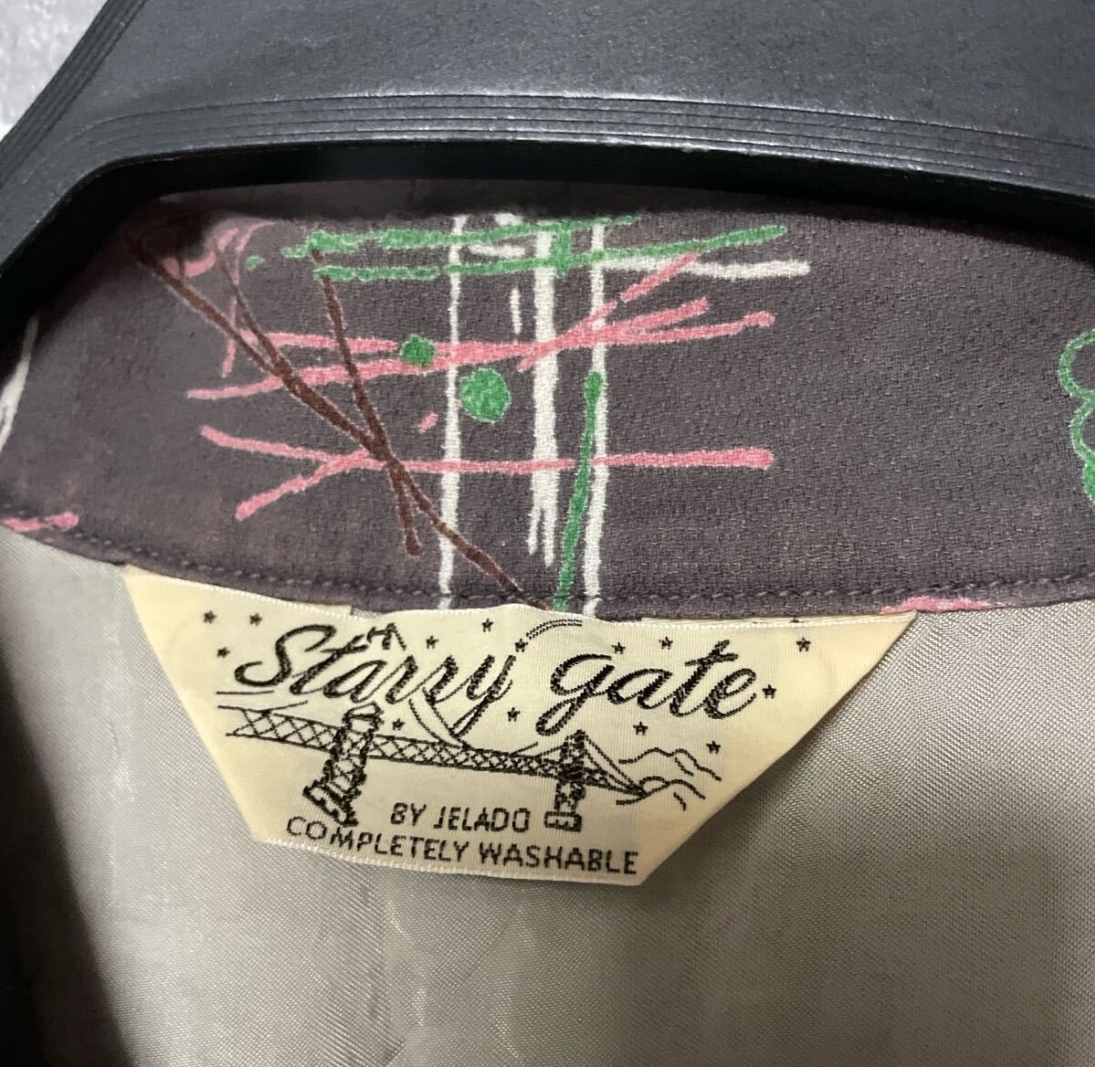 Starry gate
BY JELADO
COMPLETELY WASHABLE